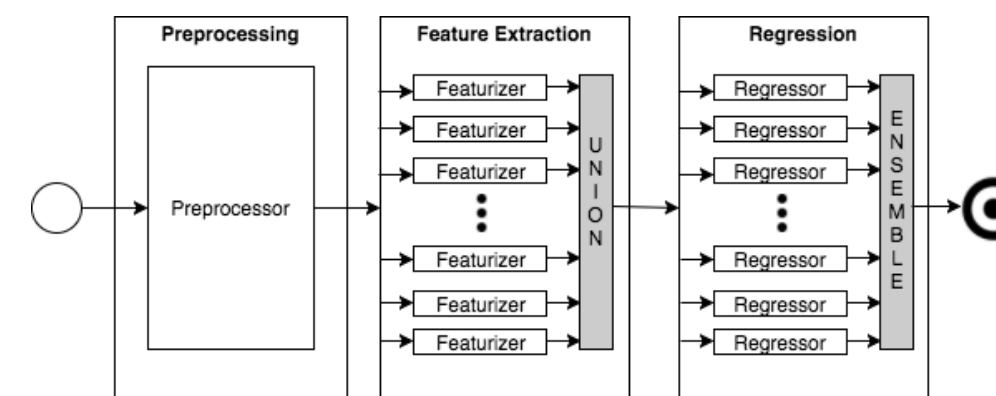 Preprocessing
Preprocessor
Feature Extraction
Featurizer
Featurizer
Featurizer
Featurizer
Featurizer
Featurizer
UNION
Regression
Regressor
Regressor
Regressor
Regressor
Regressor
Regressor
ENSEMBLE